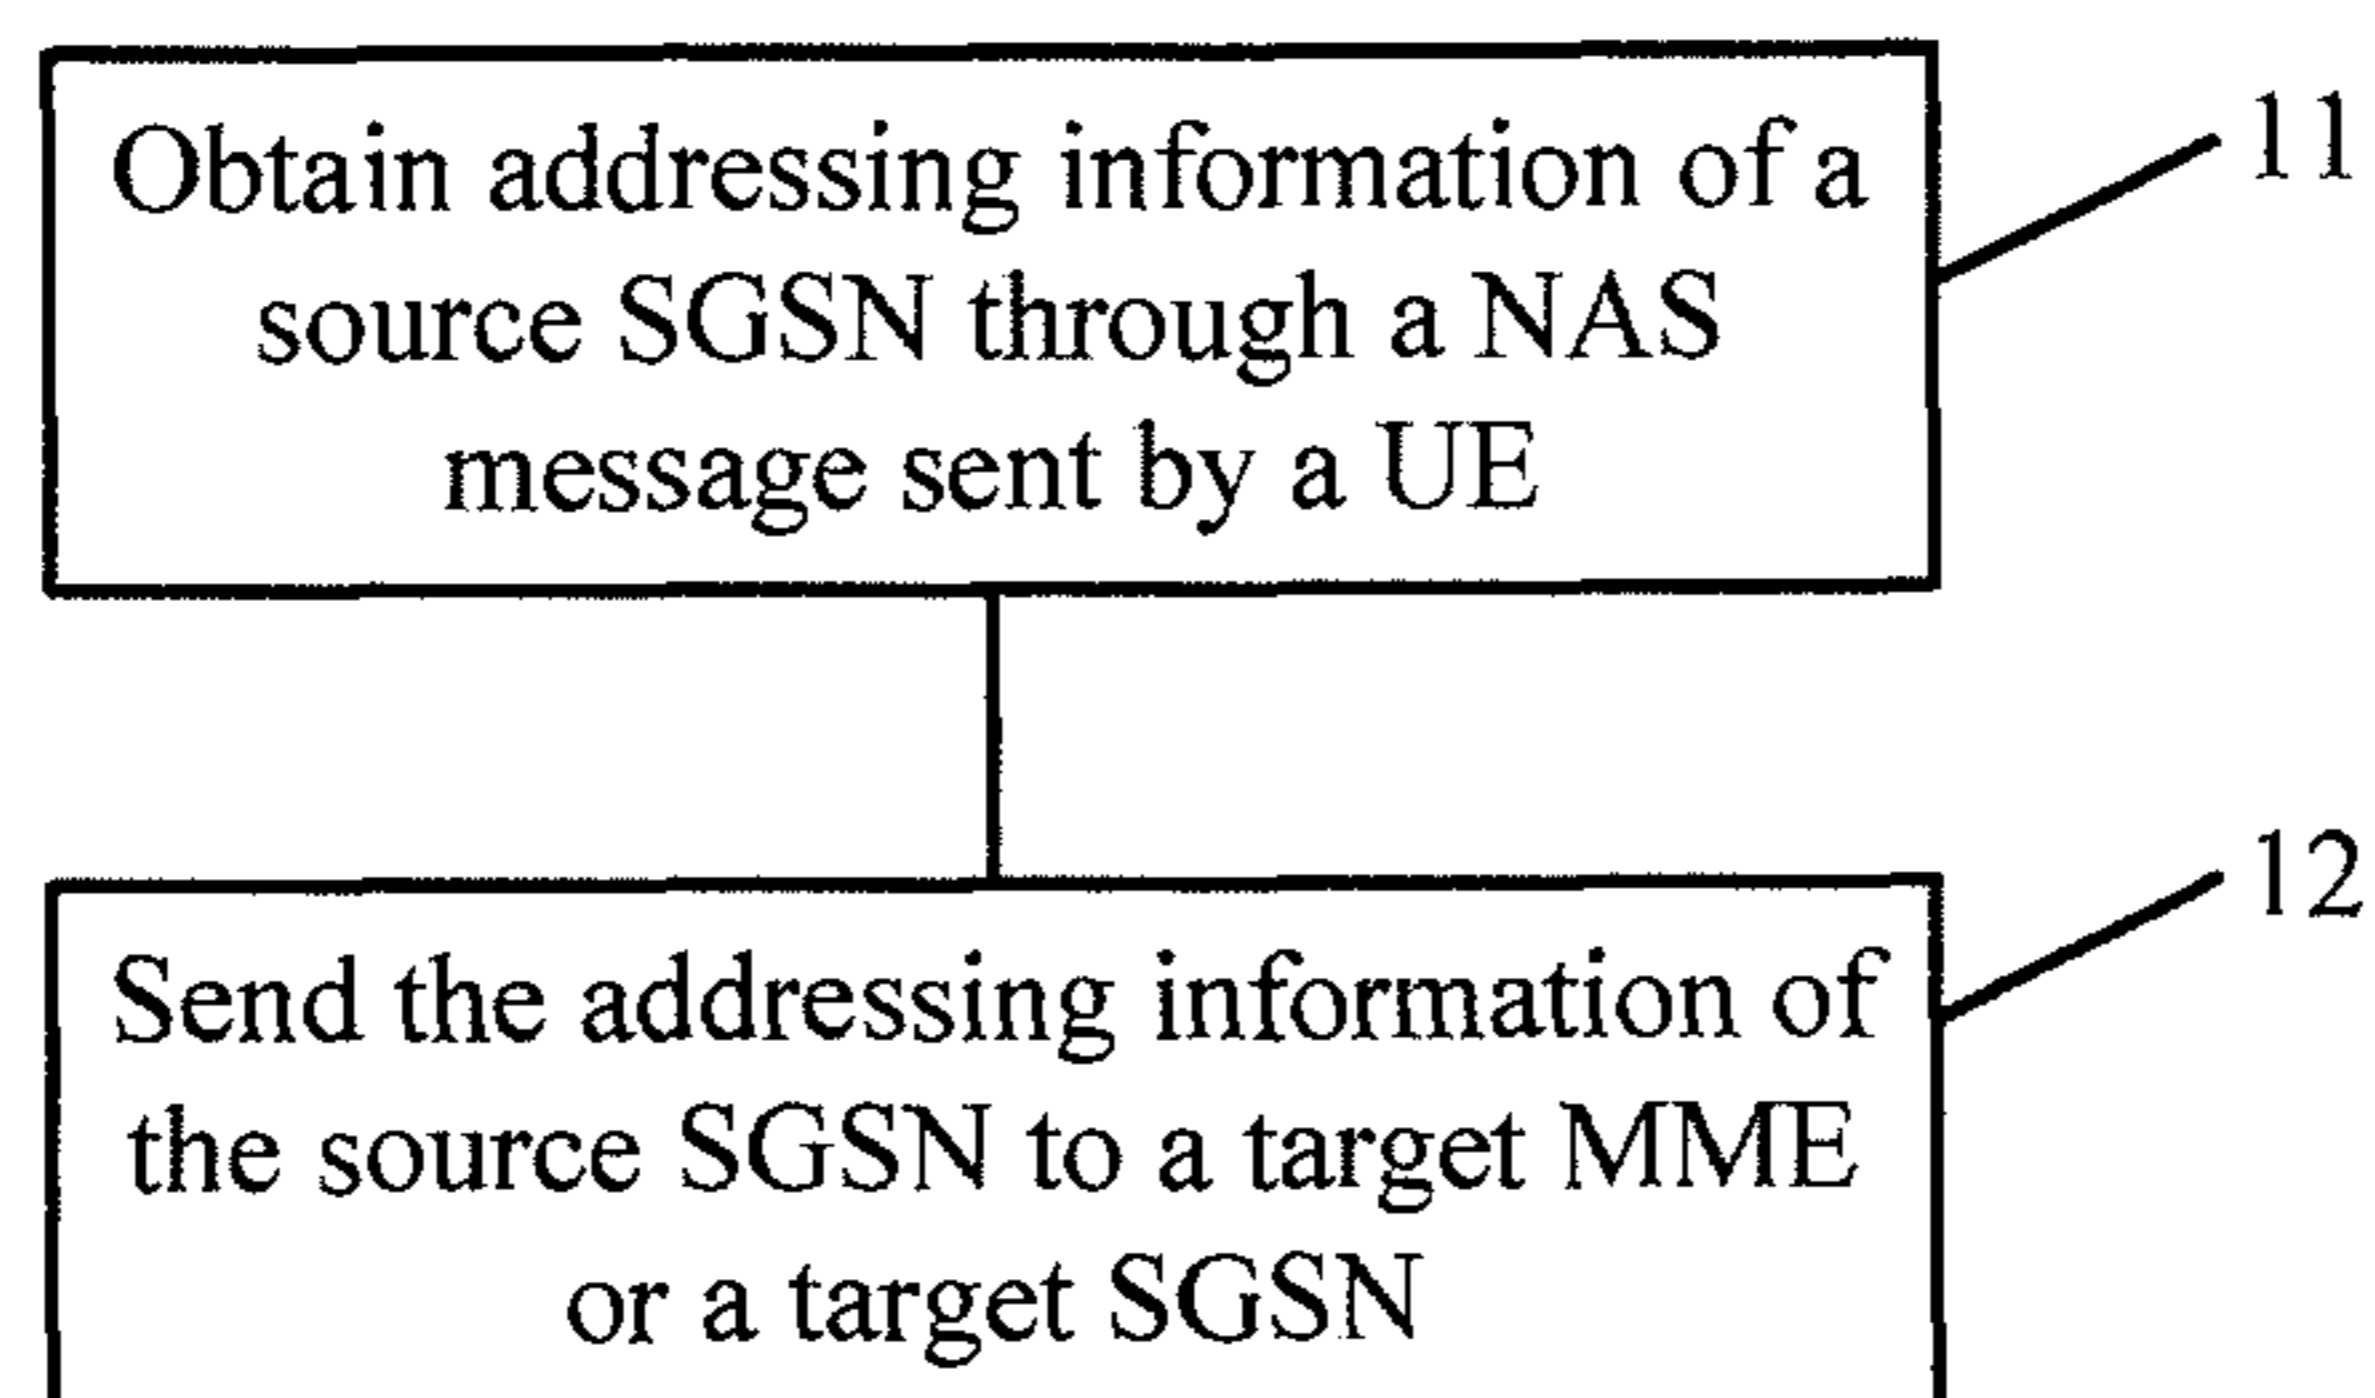 Obtain addressing information of a
source SGSN through a NAS
message sent by a UE
11
Send the addressing information of
the source SGSN to a target MME
or a target SGSN
12